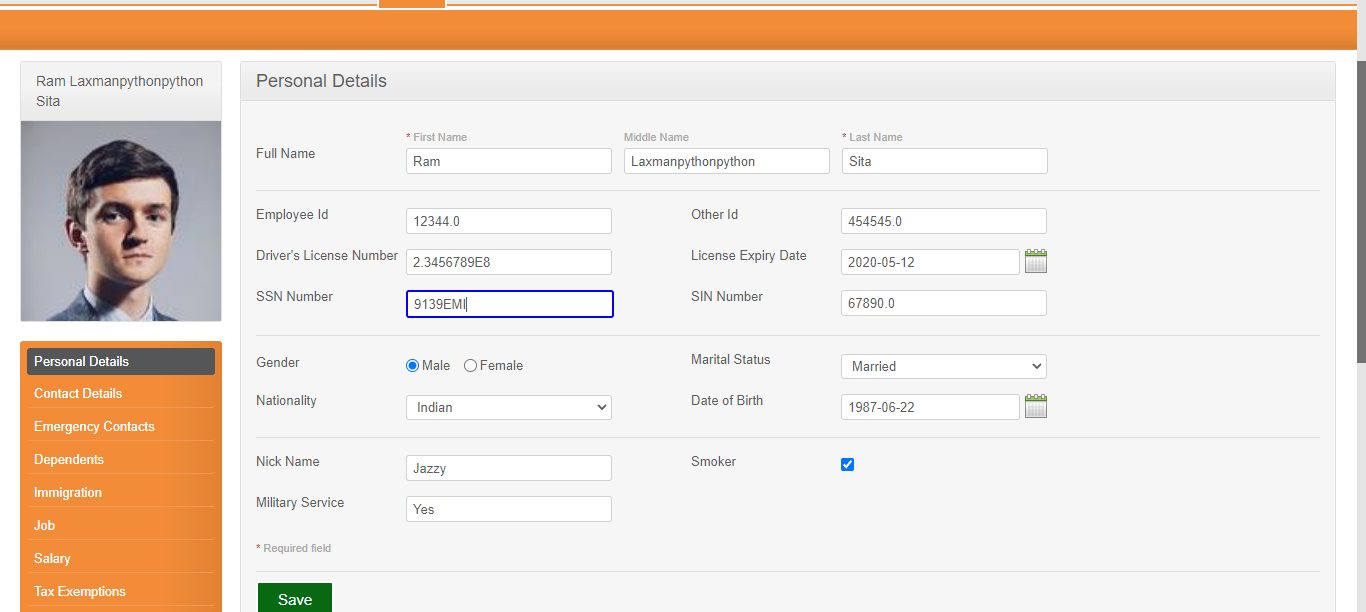 Ram Laxmanpythonpython
Sita
Personal Details
Contact Details
Emergency Contacts
Dependents
Immigration
Job
Salary
Tax Exemptions
Personal Details
* First Name Middle Name * Last Name
Full Name Ram Laxmanpythonpython Sita
Employee Id 12344.0 Other Id 454545.0
Driver's License Number 2.3456789E8 License Expiry Date 2020-05-12
SSN Number 9139EMI SIN Number 67890.0
Gender Male Female Marital Status Married
Nationality Indian Date of Birth 1987-06-22
Nick Name Jazzy Smoker
Military Service Yes
* Required field
Save